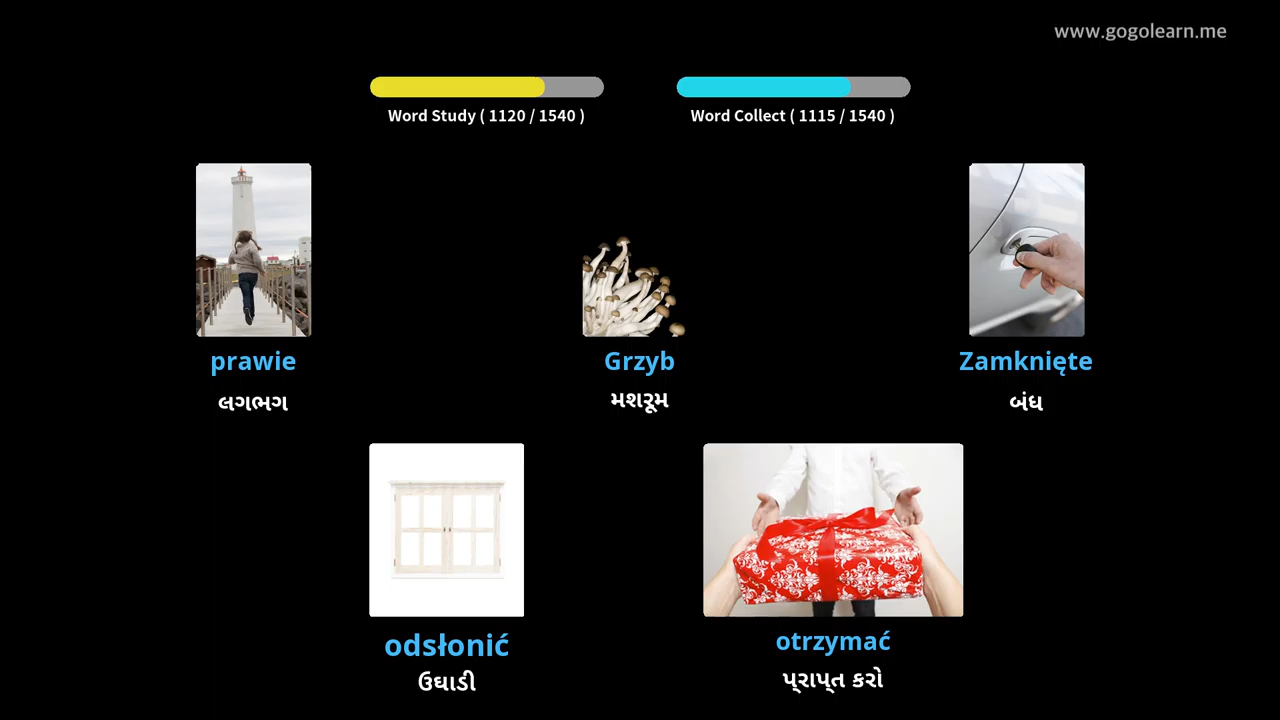 www.gogolearn.me
Word Study ( 1120 / 1540 )
Word Collect ( 1115 / 1540 )
prawie
Grzyb
Zamknięte
લગભગ
મશરૂમ
બંધ
odsłonić
otrzymać
ઉઘાડી
પ્રાપ્ત કરો